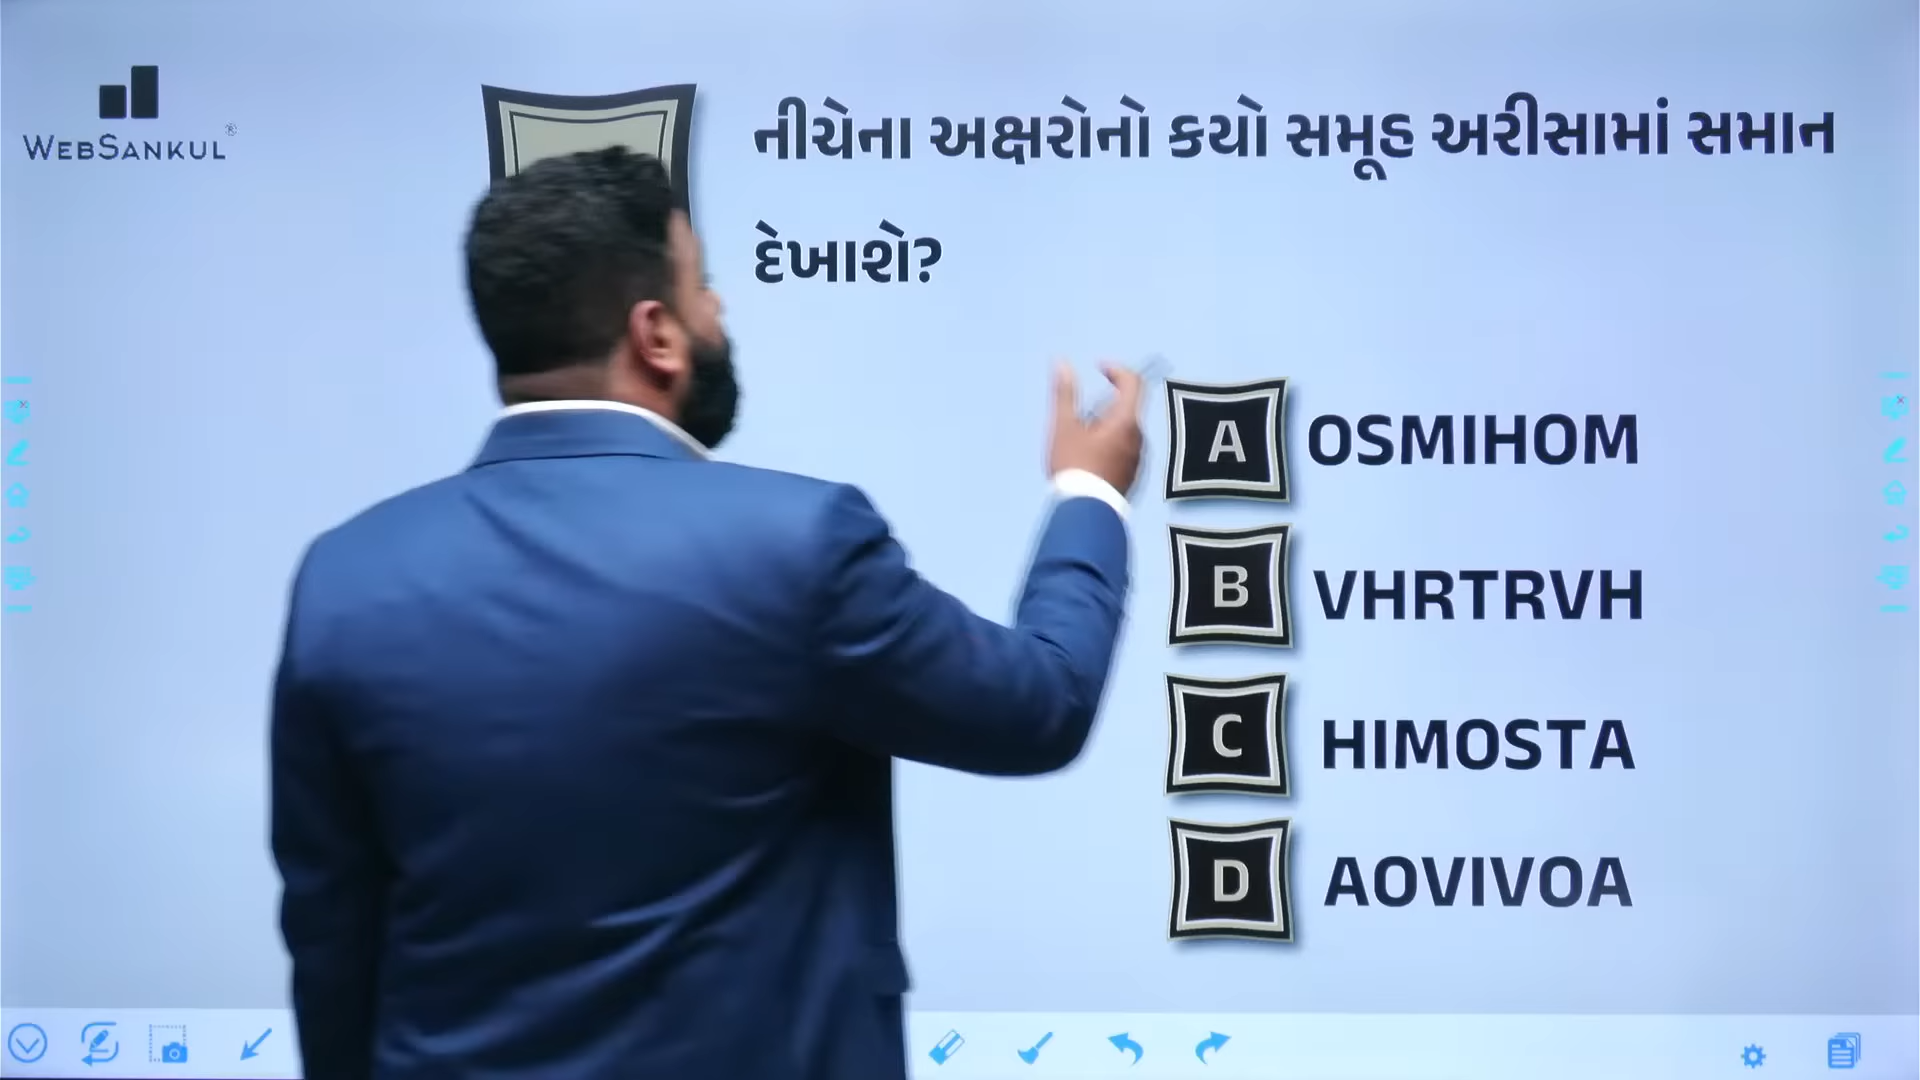 WEBSANKUL®
નીચેના અક્ષરોનો કયો સમૂહ અરીસામાં સમાન
દેખાશે?
A OSMIHOM
B VHRTRVH
C HIMOSTA
D AOVIVOA